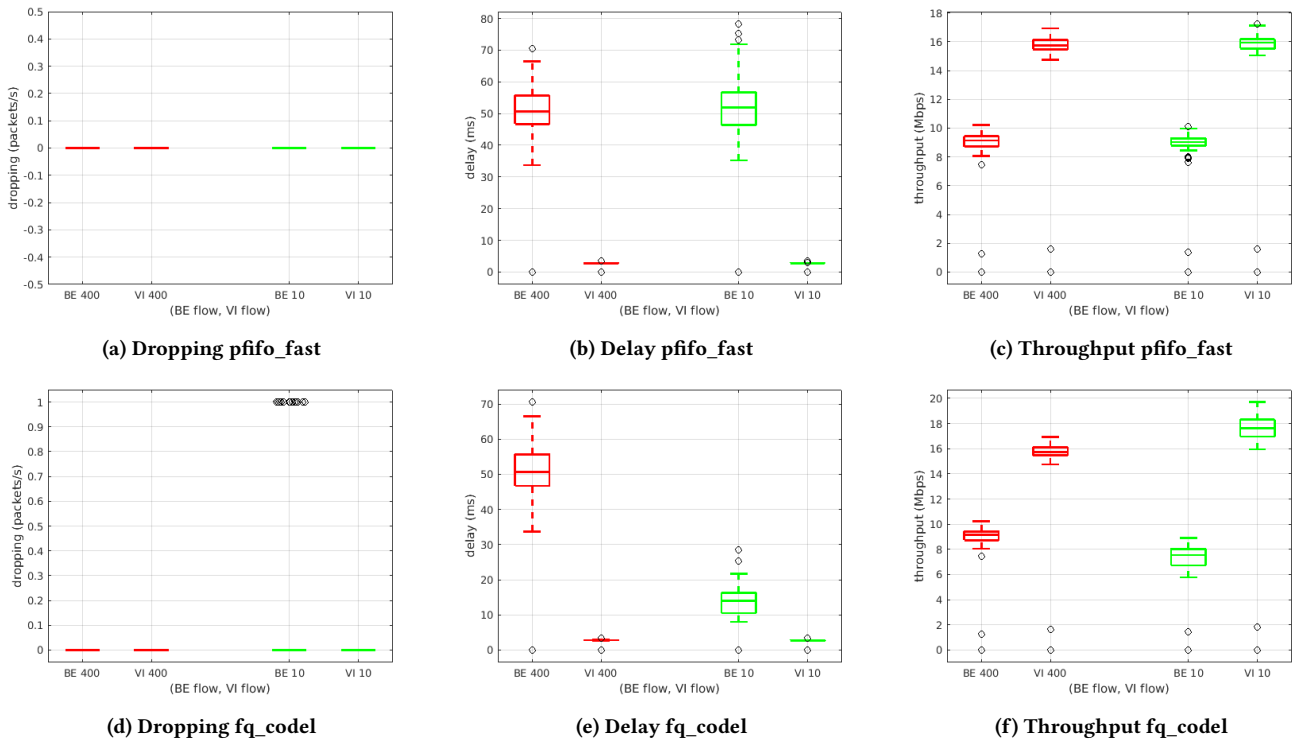 dropping (packets/s)
0.5
0.4
0.3
0.2
0.1
0
-0.1
-0.2
-0.3
-0.4
-0.5
BE 400 VI 400 BE 10 VI 10
(BE flow, VI flow)
(a) Dropping pfifo_fast
delay (ms)
80
70
60
50
40
30
20
10
0
BE 400 VI 400 BE 10 VI 10
(BE flow, VI flow)
(b) Delay pfifo_fast
throughput (Mbps)
18
16
14
12
10
8
6
4
2
0
BE 400 VI 400 BE 10 VI 10
(BE flow, VI flow)
(c) Throughput pfifo_fast
dropping (packets/s)
1
0.9
0.8
0.7
0.6
0.5
0.4
0.3
0.2
0.1
0
BE 400 VI 400 BE 10 VI 10
(BE flow, VI flow)
(d) Dropping fq_codel
delay (ms)
70
60
50
40
30
20
10
0
BE 400 VI 400 BE 10 VI 10
(BE flow, VI flow)
(e) Delay fq_codel
throughput (Mbps)
20
18
16
14
12
10
8
6
4
2
0
BE 400 VI 400 BE 10 VI 10
(BE flow, VI flow)
(f) Throughput fq_codel